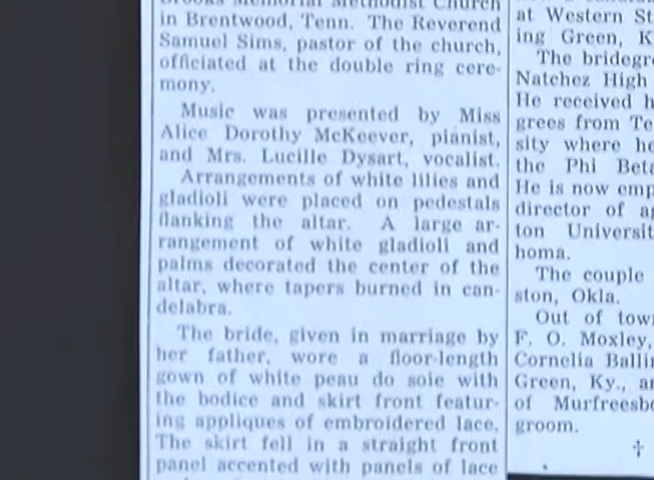 Brooks Memorial Methodist Church
in Brentwood, Tenn. The Reverend
Samuel Sims, pastor of the church,
officiated at the double ring cere-
mony.
Music was presented by Miss
Alice Dorothy McKeever, pianist,
and Mrs. Lucille Dysart, vocalist.
Arrangements of white lilies and
gladioli were placed on pedestals
flanking the altar. A large ar-
rangement of white gladioli and
palms decorated the center of the
altar, where tapers burned in can-
delabra.
The bride, given in marriage by
her father, wore a floor-length
gown of white peau do soie with
the bodice and skirt front featur-
ing appliques of embroidered lace.
The skirt fell in a straight front
panel accented with panels of lace
at Western St
ing Green, K
The bridegr
Natchez High
He received h
grees from Te
sity where he
the Phi Beta
He is now emp
director of a
ton Universit
homa.
The couple
ston, Okla.
Out of tow
F. O. Moxley,
Cornelia Balli
Green, Ky., a
of Murfreesbo
groom.
†